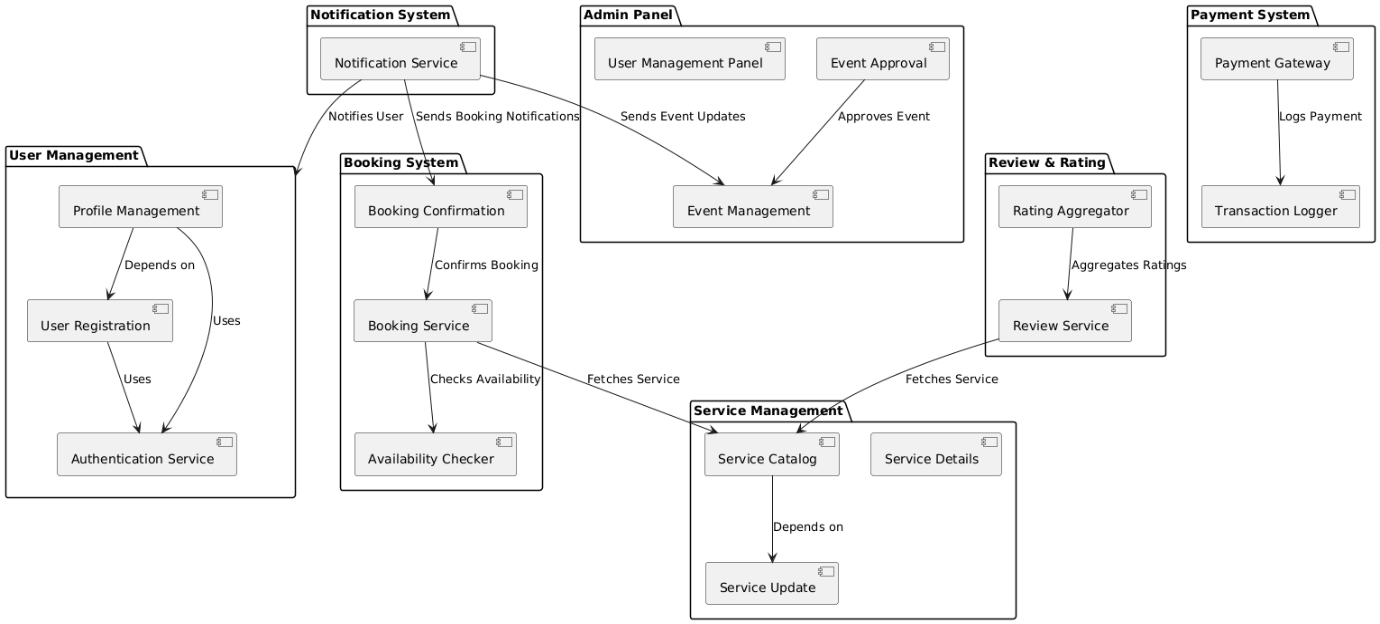 Notification System
Admin Panel
Payment System
Notification Service
User Management Panel
Event Approval
Payment Gateway
Notifies User
Sends Booking Notifications
Sends Event Updates
Approves Event
Logs Payment
User Management
Booking System
Review & Rating
Profile Management
Booking Confirmation
Event Management
Rating Aggregator
Transaction Logger
Depends on
Confirms Booking
Aggregates Ratings
User Registration
Uses
Booking Service
Review Service
Uses
Checks Availability
Fetches Service
Fetches Service
Service Management
Authentication Service
Availability Checker
Service Catalog
Service Details
Depends on
Service Update